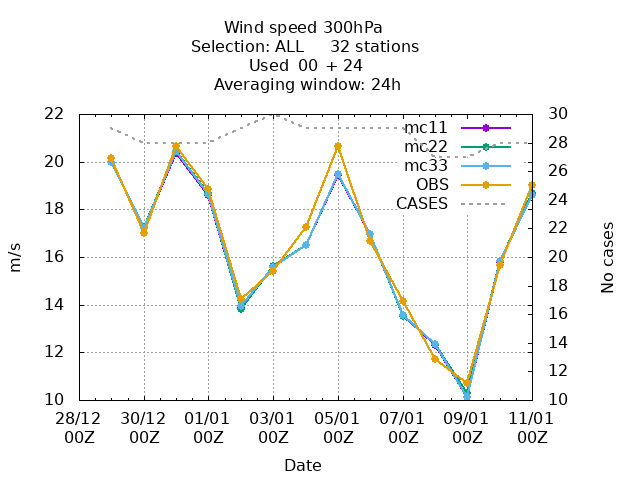 Wind speed 300hPa
Selection: ALL 32 stations
Used 00 + 24
Averaging window: 24h
22
20
18
16
14
12
10
m/s
30
28
26
24
22
20
18
16
14
12
10
No cases
mc11
mc22
mc33
OBS
CASES
28/12 30/12 01/01 03/01 05/01 07/01 09/01 11/01
00Z 00Z 00Z 00Z 00Z 00Z 00Z 00Z
Date